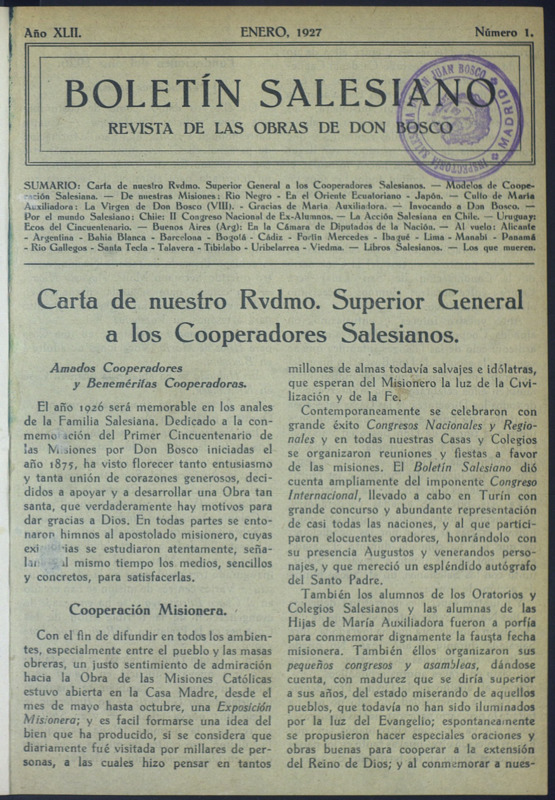 Año XLII. ENERO, 1927 Número 1.
BOLETÍN SALESIANO
REVISTA DE LAS OBRAS DE DON BOSCO
SAN JUAN BOSCO
MADRID
INSPECTORÍA SALESIANA
SUMARIO: Carta de nuestro Rvdmo. Superior General a los Cooperadores Salesianos. — Modelos de Coope-
ración Salesiana. — De nuestras Misiones: Rio Negro - En el Oriente Ecuatoriano - Japón. — Culto de María
Auxiliadora: La Virgen de Don Bosco (VIII). - Gracias de María Auxiliadora. — Invocando a Don Bosco. —
Por el mundo Salesiano: Chile: II Congreso Nacional de Ex-Alumnos. — La Acción Salesiana en Chile. — Uruguay:
Ecos del Cincuentenario. — Buenos Aires (Arg): En la Cámara de Diputados de la Nación. — Al vuelo: Alicante
- Argentina - Bahia Blanca - Barcelona - Bogotá - Cádiz - Fortin Mercedes - Ibagué - Lima - Manabí - Panamá
- Rio Gallegos - Santa Tecla - Talavera - Tibidabo - Uribelarrea - Viedma. — Libros Salesianos. — Los que mueren.
Carta de nuestro Rvdmo. Superior General
a los Cooperadores Salesianos.
Amados Cooperadores
y Beneméritas Cooperadoras.
El año 1926 será memorable en los anales
de la Familia Salesiana. Dedicado a la con-
memoración del Primer Cincuentenario de
las Misiones por Don Bosco iniciadas el
año 1875, ha visto florecer tanto entusiasmo
y tanta unión de corazones generosos, deci-
didos a apoyar y a desarrollar una Obra tan
santa, que verdaderamente hay motivos para
dar gracias a Dios. En todas partes se ento-
naron himnos al apostolado misionero, cuyas
exigencias se estudiaron atentamente, seña-
al mismo tiempo los medios, sencillos
y concretos, para satisfacerlas.
Cooperación Misionera.
Con el fin de difundir en todos los ambien-
tes, especialmente entre el pueblo y las masas
obreras, un justo sentimiento de admiración
hacia la Obra de las Misiones Católicas
estuvo abierta en la Casa Madre, desde el
mes de mayo hasta octubre, una Exposición
Misionera; y es facil formarse una idea del
bien que ha producido, si se considera que
diariamente fué visitada por millares de per-
sonas, a las cuales hizo pensar en tantos
millones de almas todavía salvajes e idólatras,
que esperan del Misionero la luz de la Civi-
lización y de la Fe.
Contemporaneamente se celebraron con
grande éxito Congresos Nacionales y Regio-
nales y en todas nuestras Casas y Colegios
se organizaron reuniones y fiestas a favor
de las misiones. El Boletín Salesiano dió
cuenta ampliamente del imponente Congreso
Internacional, llevado a cabo en Turín con
grande concurso y abundante representación
de casi todas las naciones, y al que partici-
paron elocuentes oradores, honrándolo con
su presencia Augustos y venerandos perso-
najes, y que mereció un espléndido autógrafo
del Santo Padre.
También los alumnos de los Oratorios y
Colegios Salesianos y las alumnas de las
Hijas de María Auxiliadora fueron a porfía
para conmemorar dignamente la fausta fecha
misionera. También éllos organizaron sus
pequeños congresos y asambleas, dándose
cuenta, con madurez que se diría superior
a sus años, del estado miserando de aquellos
pueblos, que todavía no han sido iluminados
por la luz del Evangelio; espontaneamente
se propusieron hacer especiales oraciones y
obras buenas para cooperar a la extensión
del Reino de Dios; y al conmemorar a nues-